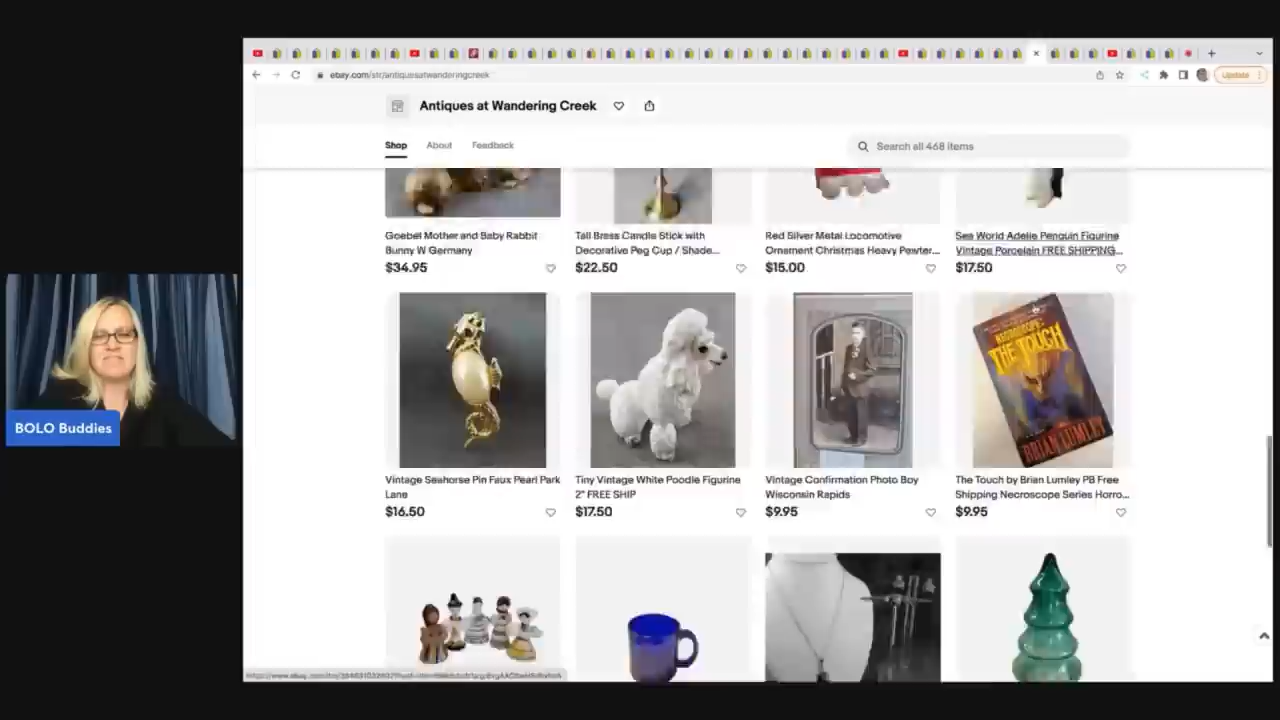 ebay.com/str/antiquesatwanderingcreek
Update
Antiques at Wandering Creek
Shop
About
Feedback
Search all 468 items
Goebel Mother and Baby Rabbit
Bunny W Germany
$34.95
Tall Brass Candle Stick with
Decorative Peg Cup / Shade...
$22.50
Red Silver Metal Locomotive
Ornament Christmas Heavy Pewter...
$15.00
Sea World Adelie Penguin Figurine
Vintage Porcelain FREE SHIPPING...
$17.50
THE TOUCH
BRIAN LUMLEY
Vintage Seahorse Pin Faux Pearl Park
Lane
$16.50
Tiny Vintage White Poodle Figurine
2" FREE SHIP
$17.50
Vintage Confirmation Photo Boy
Wisconsin Rapids
$9.95
The Touch by Brian Lumley PB Free
Shipping Necroscope Series Horro...
$9.95
BOLO Buddies